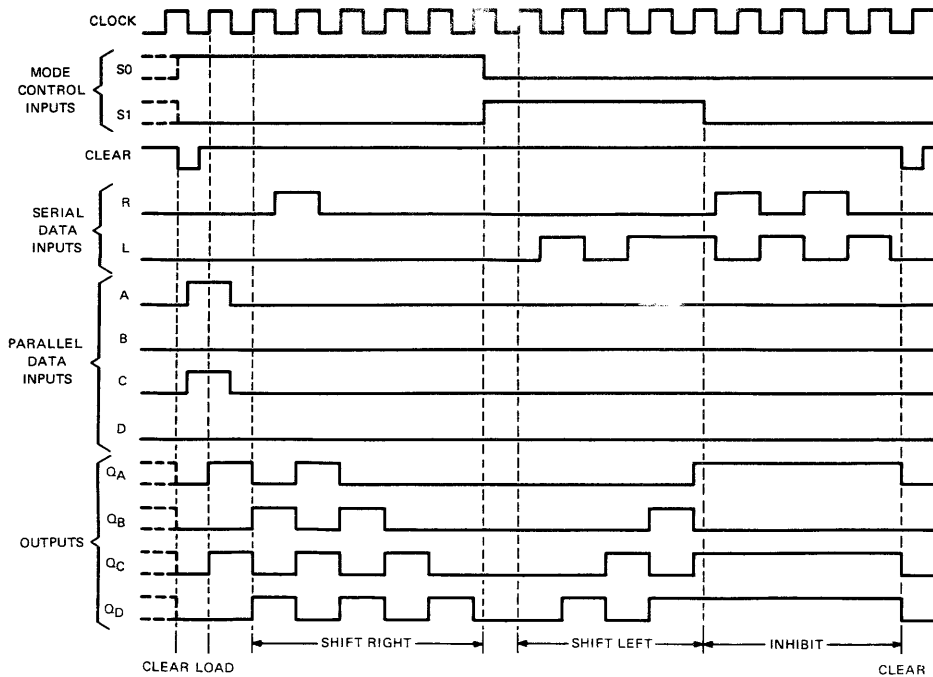 CLOCK
MODE
CONTROL
INPUTS
S0
S1
CLEAR
SERIAL
DATA
INPUTS
R
L
PARALLEL
DATA
INPUTS
A
B
C
D
OUTPUTS
QA
QB
QC
QD
SHIFT RIGHT
SHIFT LEFT
INHIBIT
CLEAR LOAD
CLEAR